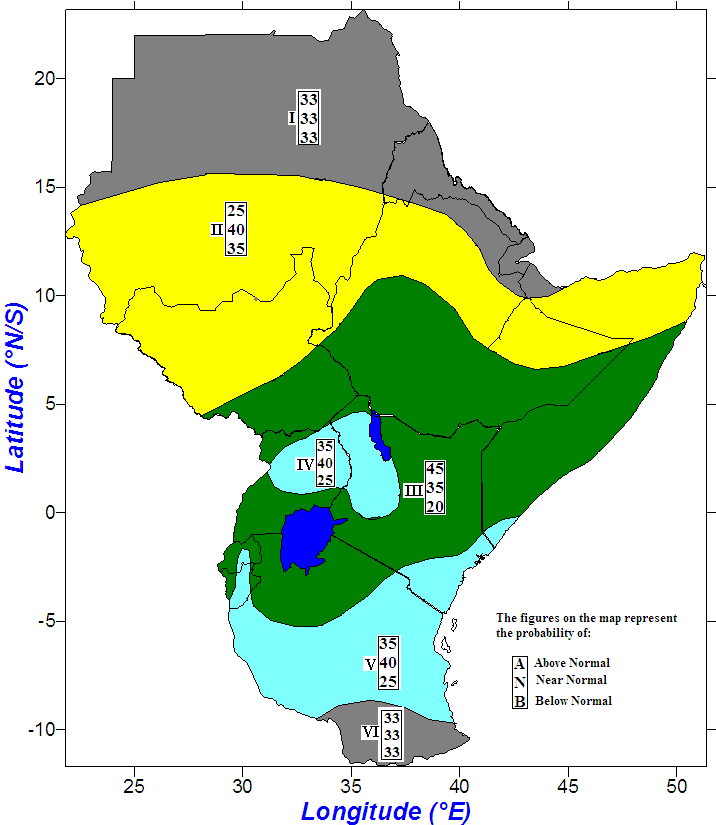 20
15
10
5
0
-5
-10
Latitude (°N/S)
33
I 33
33
25
II 40
35
35
IV 40
25
45
III 35
20
35
V 40
25
33
VI 33
33
The figures on the map represent
the probability of:
A Above Normal
N Near Normal
B Below Normal
25 30 35 40 45 50
Longitude (°E)